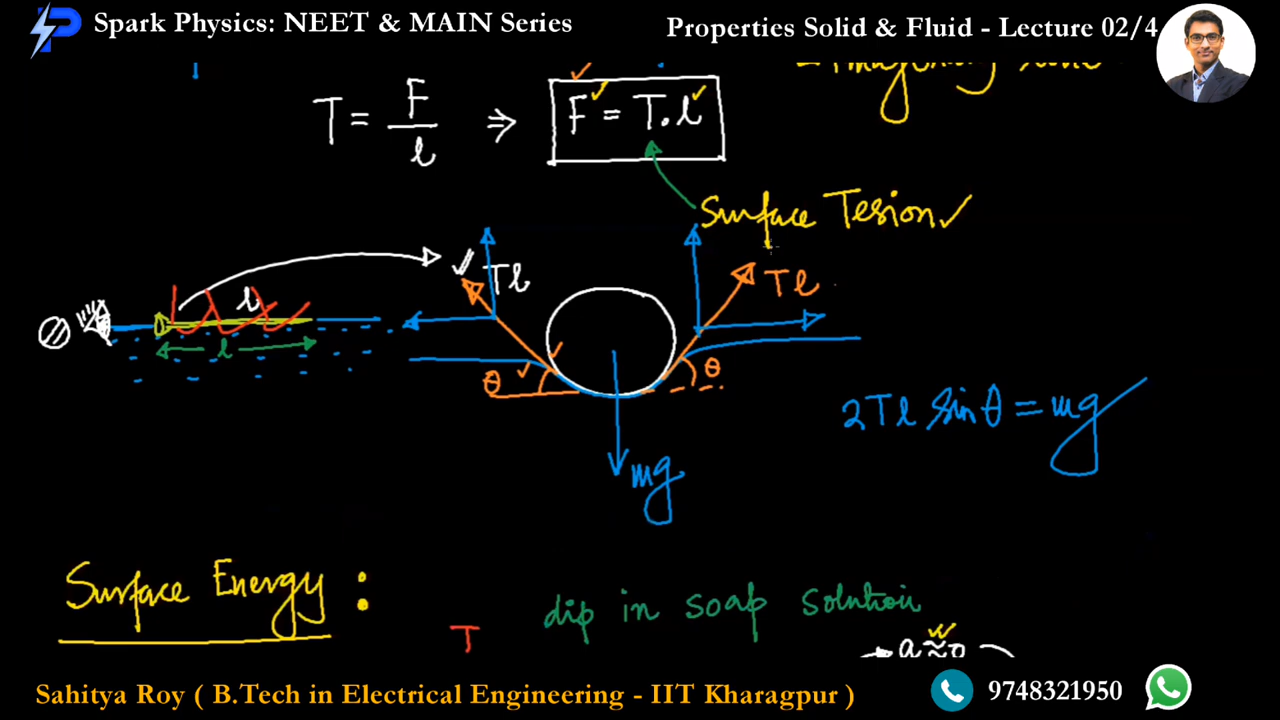 Spark Physics: NEET & MAIN Series
Properties Solid & Fluid - Lecture 02/4
T = F/l ⇒ F = T.l
Surface Tesion
Tl
Tl
l
l
θ
θ
2Tl sinθ = mg
mg
Surface Energy :
dip in soap solution
T
a ≈ 0
Sahitya Roy ( B.Tech in Electrical Engineering - IIT Kharagpur )
9748321950